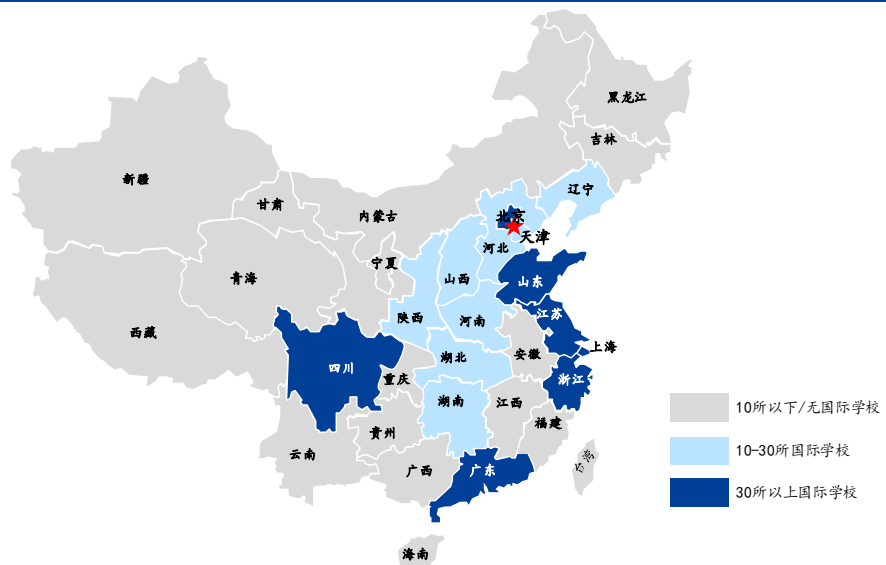 黑龙江
吉林
辽宁
新疆
甘肃
内蒙古
北京
天津
河北
宁夏
山西
青海
山东
西藏
陕西
河南
江苏
上海
安徽
湖北
四川
重庆
浙江
湖南
江西
福建
贵州
云南
广西
广东
台湾
海南
10所以下/无国际学校
10-30所国际学校
30所以上国际学校